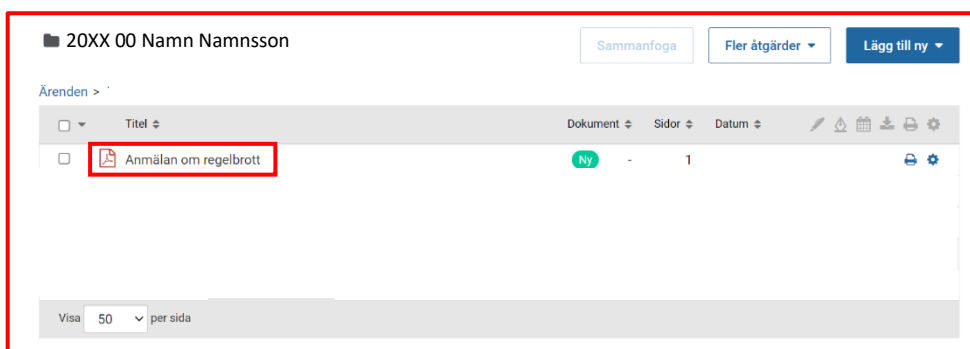 20XX 00 Namn Namnsson
Sammanfoga
Fler åtgärder
Lägg till ny
Ärenden >
Titel Dokument Sidor Datum
Anmälan om regelbrott Ny - 1
Visa 50 per sida